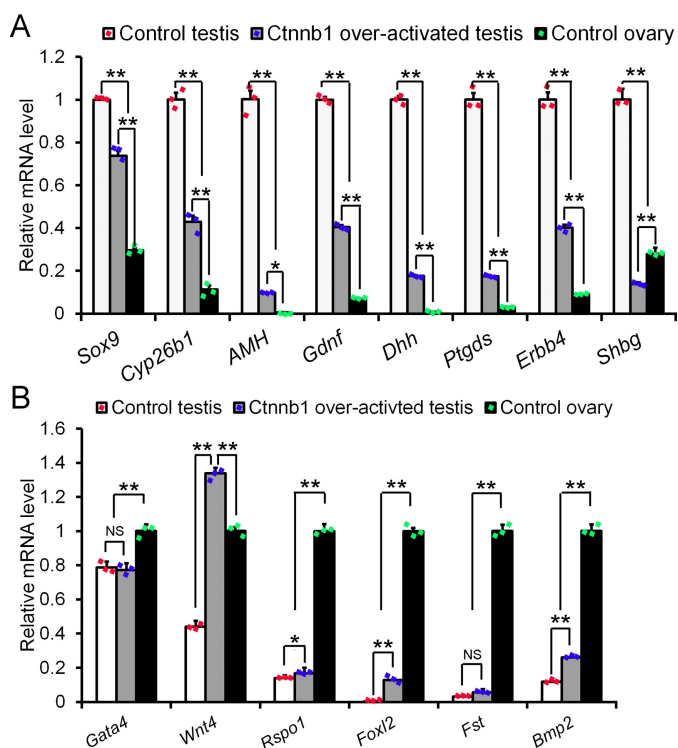 A
Control testis Ctnnb1 over-activated testis Control ovary
Relative mRNA level
1.2
1
0.8
0.6
0.4
0.2
0
** ** ** ** ** ** ** **
** ** * ** ** ** ** **
Sox9 Cyp26b1 AMH Gdnf Dhh Ptgds Erbb4 Shbg
B
Control testis Ctnnb1 over-activted testis Control ovary
Relative mRNA level
1.6
1.4
1.2
1
0.8
0.6
0.4
0.2
0
** ** ** ** ** ** **
NS * ** NS **
Gata4 Wnt4 Rspo1 Foxl2 Fst Bmp2